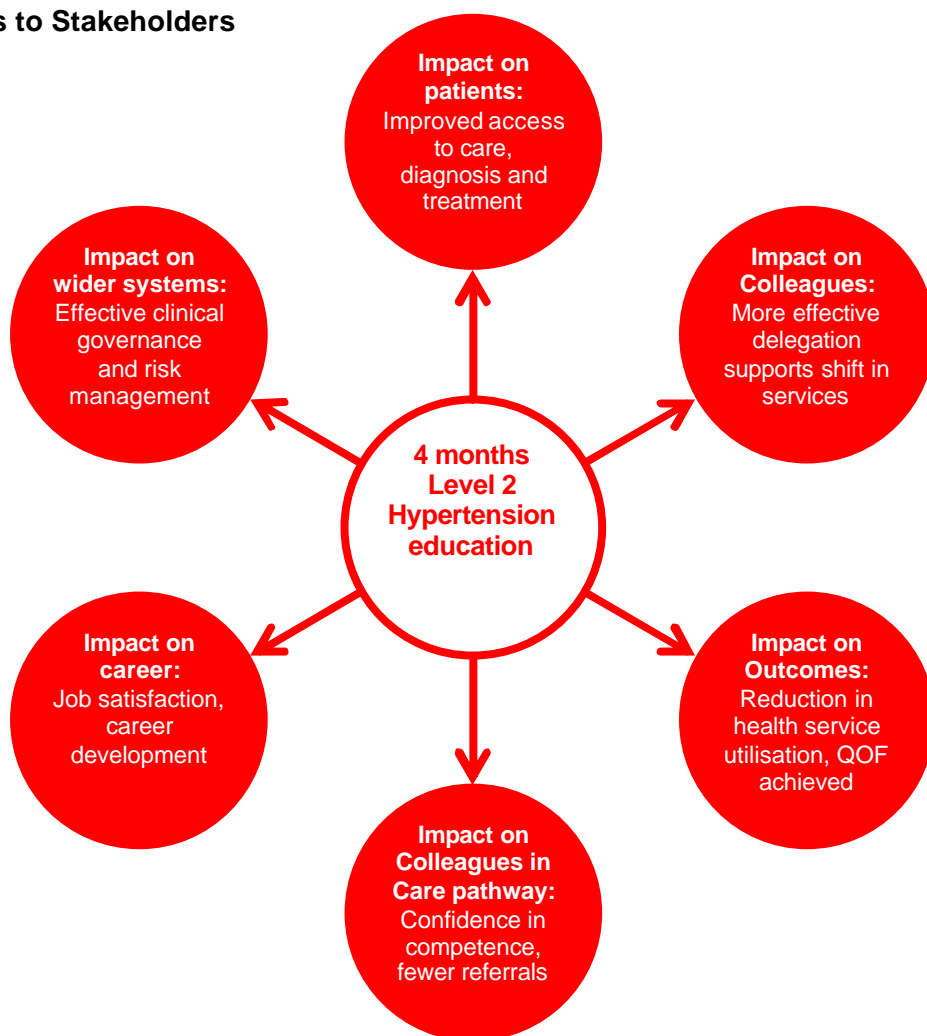 s to Stakeholders
Impact on
patients:
Improved access
to care,
diagnosis and
treatment
Impact on
wider systems:
Effective clinical
governance
and risk
management
Impact on
Colleagues:
More effective
delegation
supports shift in
services
4 months
Level 2
Hypertension
education
Impact on
career:
Job satisfaction,
career
development
Impact on
Outcomes:
Reduction in
health service
utilisation, QOF
achieved
Impact on
Colleagues in
Care pathway:
Confidence in
competence,
fewer referrals